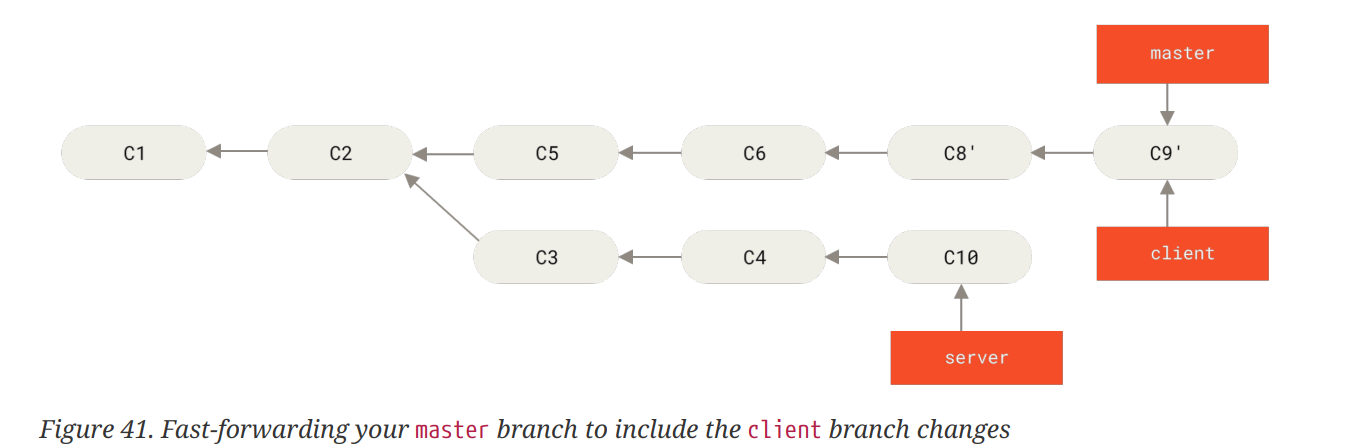 master
C1 C2 C5 C6 C8' C9'
C3 C4 C10 client
server
Figure 41. Fast-forwarding your master branch to include the client branch changes